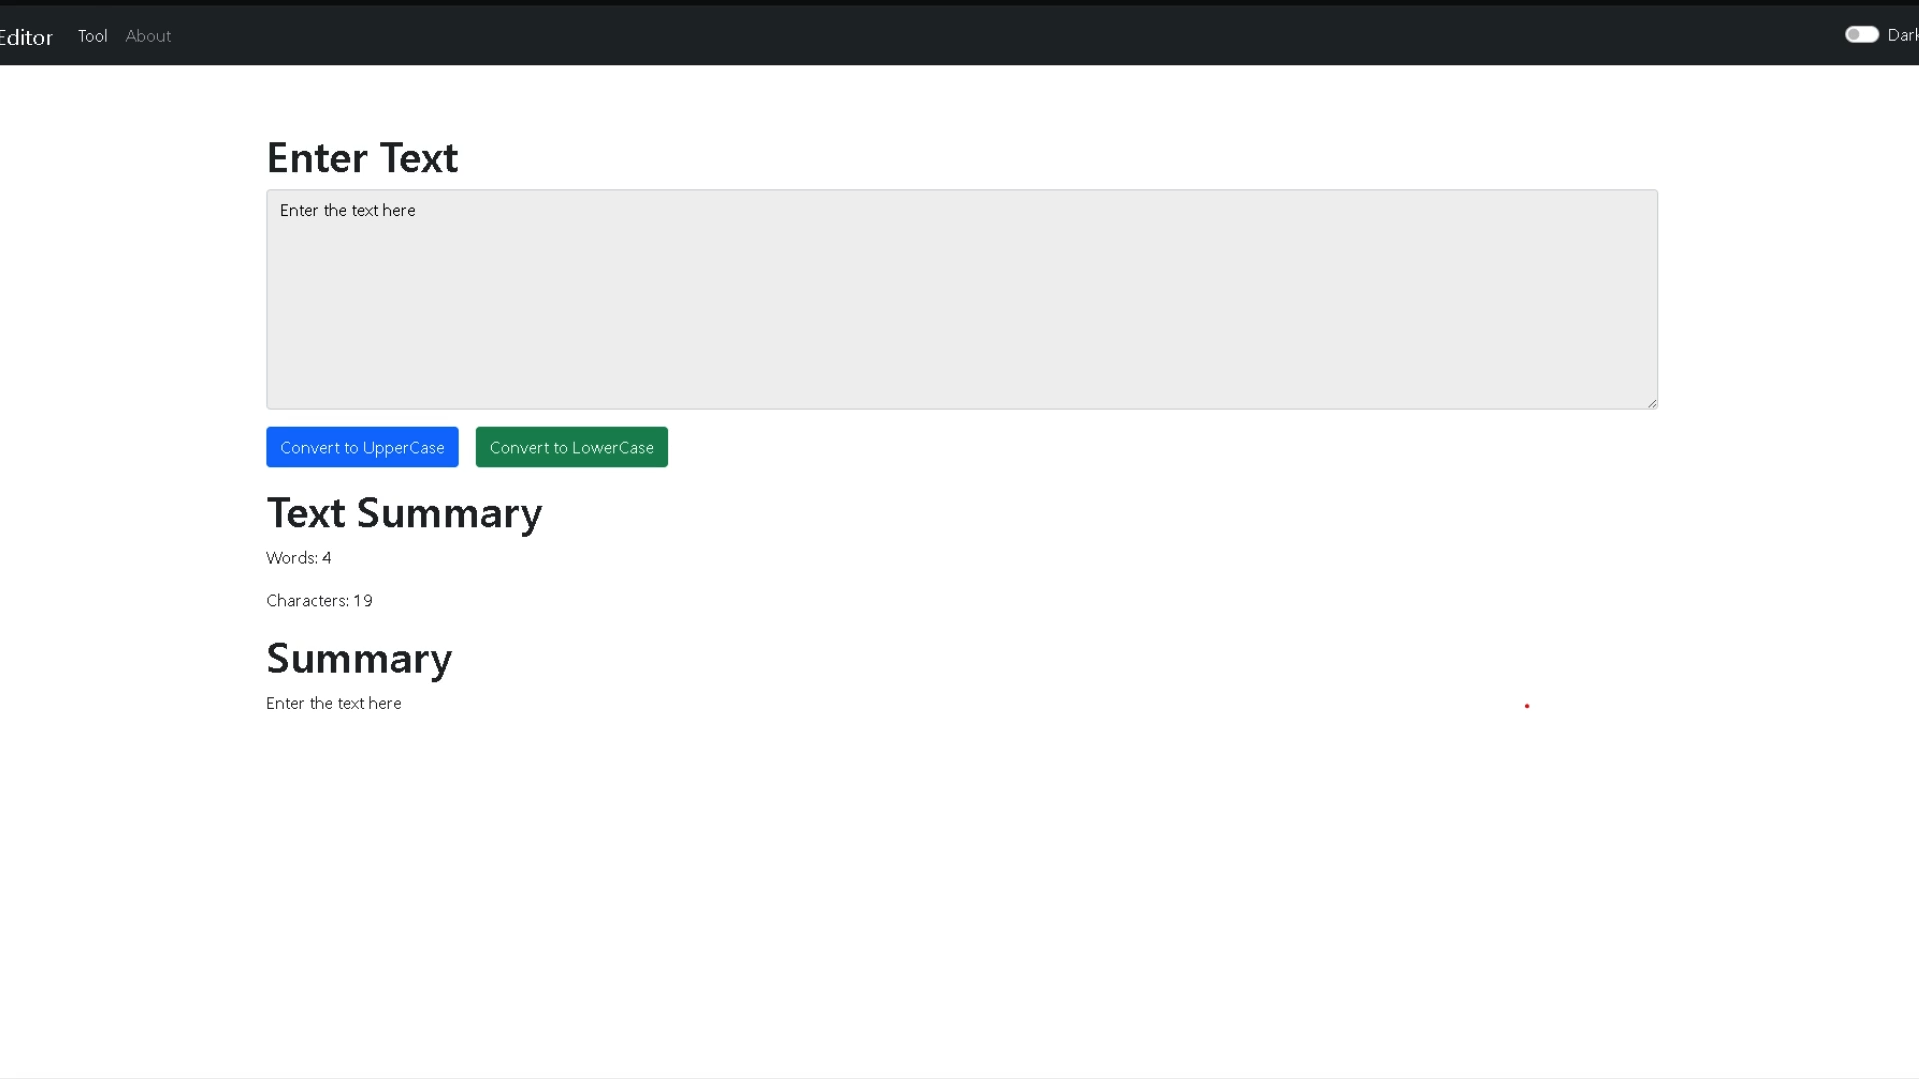 Editor Tool About Dark
Enter Text
Enter the text here
Convert to UpperCase Convert to LowerCase
Text Summary
Words: 4
Characters: 19
Summary
Enter the text here